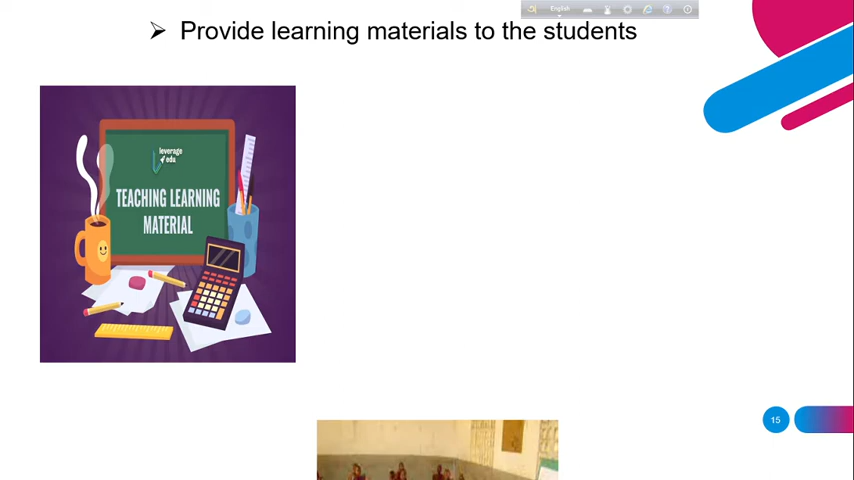 English
➢ Provide learning materials to the students
leverage
edu
TEACHING LEARNING
MATERIAL
15